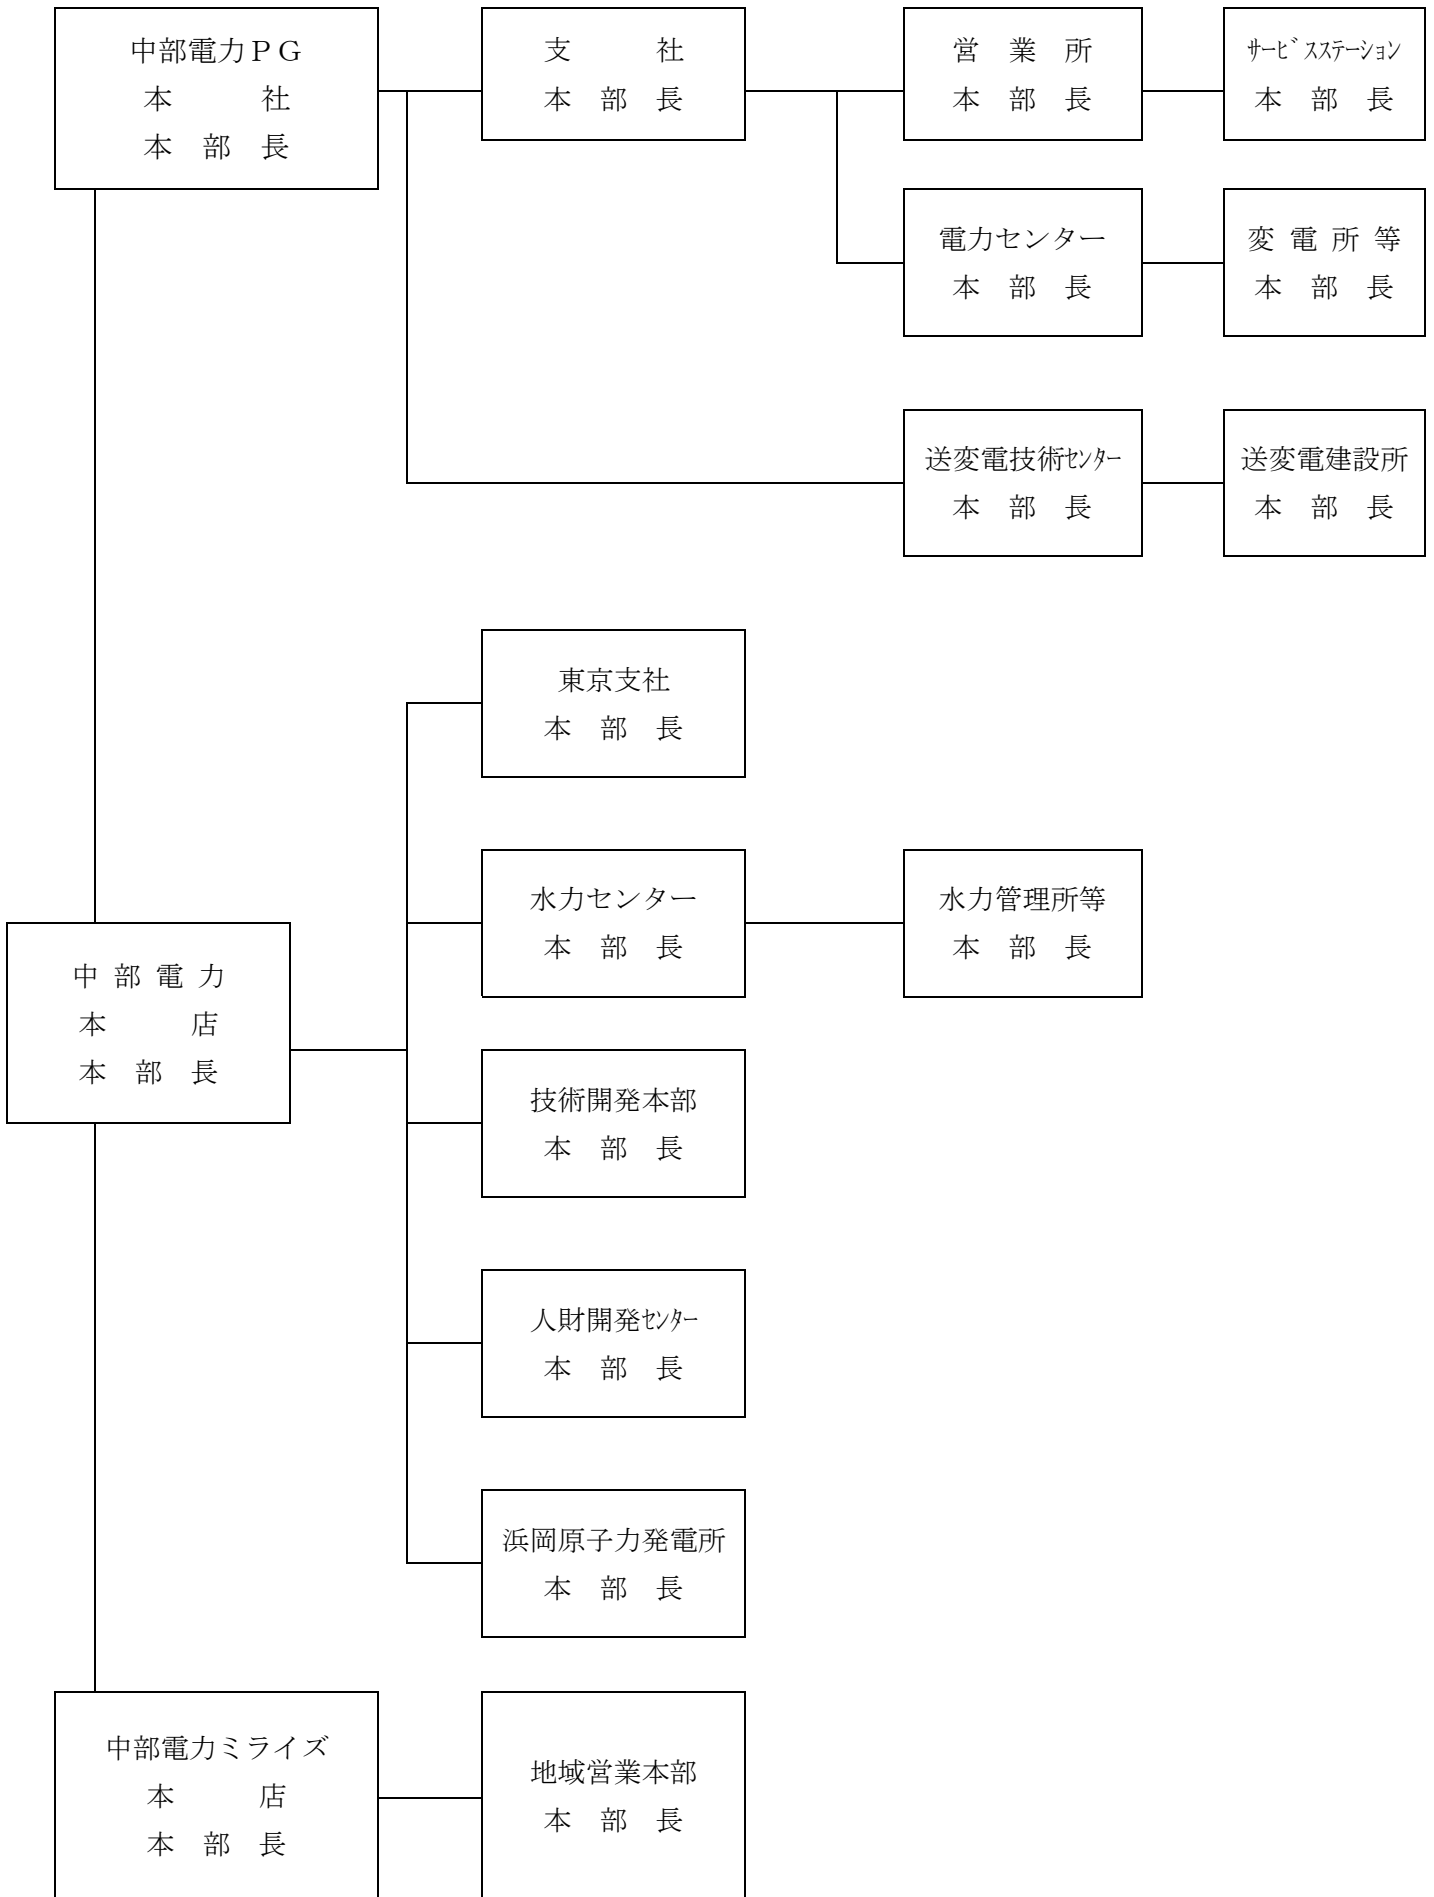 中部電力ＰＧ
本　　　社
本　部　長
支　　　社
本　部　長
営　業　所
本　部　長
ｻｰﾋﾞｽｽﾃｰｼｮﾝ
本　部　長
電力センター
本　部　長
変 電 所 等
本　部　長
送変電技術ｾﾝﾀｰ
本　部　長
送変電建設所
本　部　長
東京支社
本　部　長
水力センター
本　部　長
水力管理所等
本　部　長
中 部 電 力
本　　　店
本　部　長
技術開発本部
本　部　長
人財開発ｾﾝﾀｰ
本　部　長
浜岡原子力発電所
本　部　長
中部電力ミライズ
本　　　店
本　部　長
地域営業本部
本　部　長